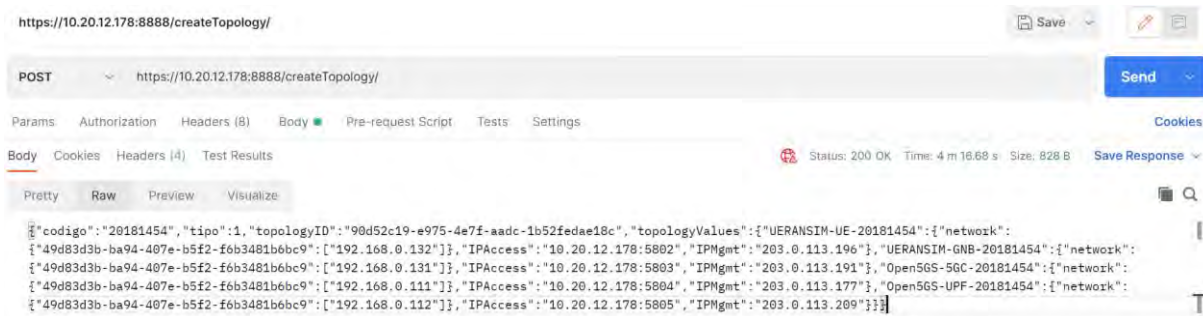 https://10.20.12.178:8888/createTopology/
Save
POST https://10.20.12.178:8888/createTopology/ Send
Params Authorization Headers (8) Body Pre-request Script Tests Settings Cookies
Body Cookies Headers (4) Test Results Status: 200 OK Time: 4 m 16.68 s Size: 828 B Save Response
Pretty Raw Preview Visualize
{"codigo":"20181454","tipo":1,"topologyID":"90d52c19-e975-4e7f-aadc-1b52fedae18c","topologyValues":{"UERANSIM-UE-20181454":{"network":
{"49d83d3b-ba94-407e-b5f2-f6b3481b6bc9":["192.168.0.132"]},"IPAccess":"10.20.12.178:5802","IPMgmt":"203.0.113.196"},"UERANSIM-GNB-20181454":{"network":
{"49d83d3b-ba94-407e-b5f2-f6b3481b6bc9":["192.168.0.131"]},"IPAccess":"10.20.12.178:5803","IPMgmt":"203.0.113.191"},"Open5GS-5GC-20181454":{"network":
{"49d83d3b-ba94-407e-b5f2-f6b3481b6bc9":["192.168.0.111"]},"IPAccess":"10.20.12.178:5804","IPMgmt":"203.0.113.177"},"Open5GS-UPF-20181454":{"network":
{"49d83d3b-ba94-407e-b5f2-f6b3481b6bc9":["192.168.0.112"]},"IPAccess":"10.20.12.178:5805","IPMgmt":"203.0.113.209"}}}